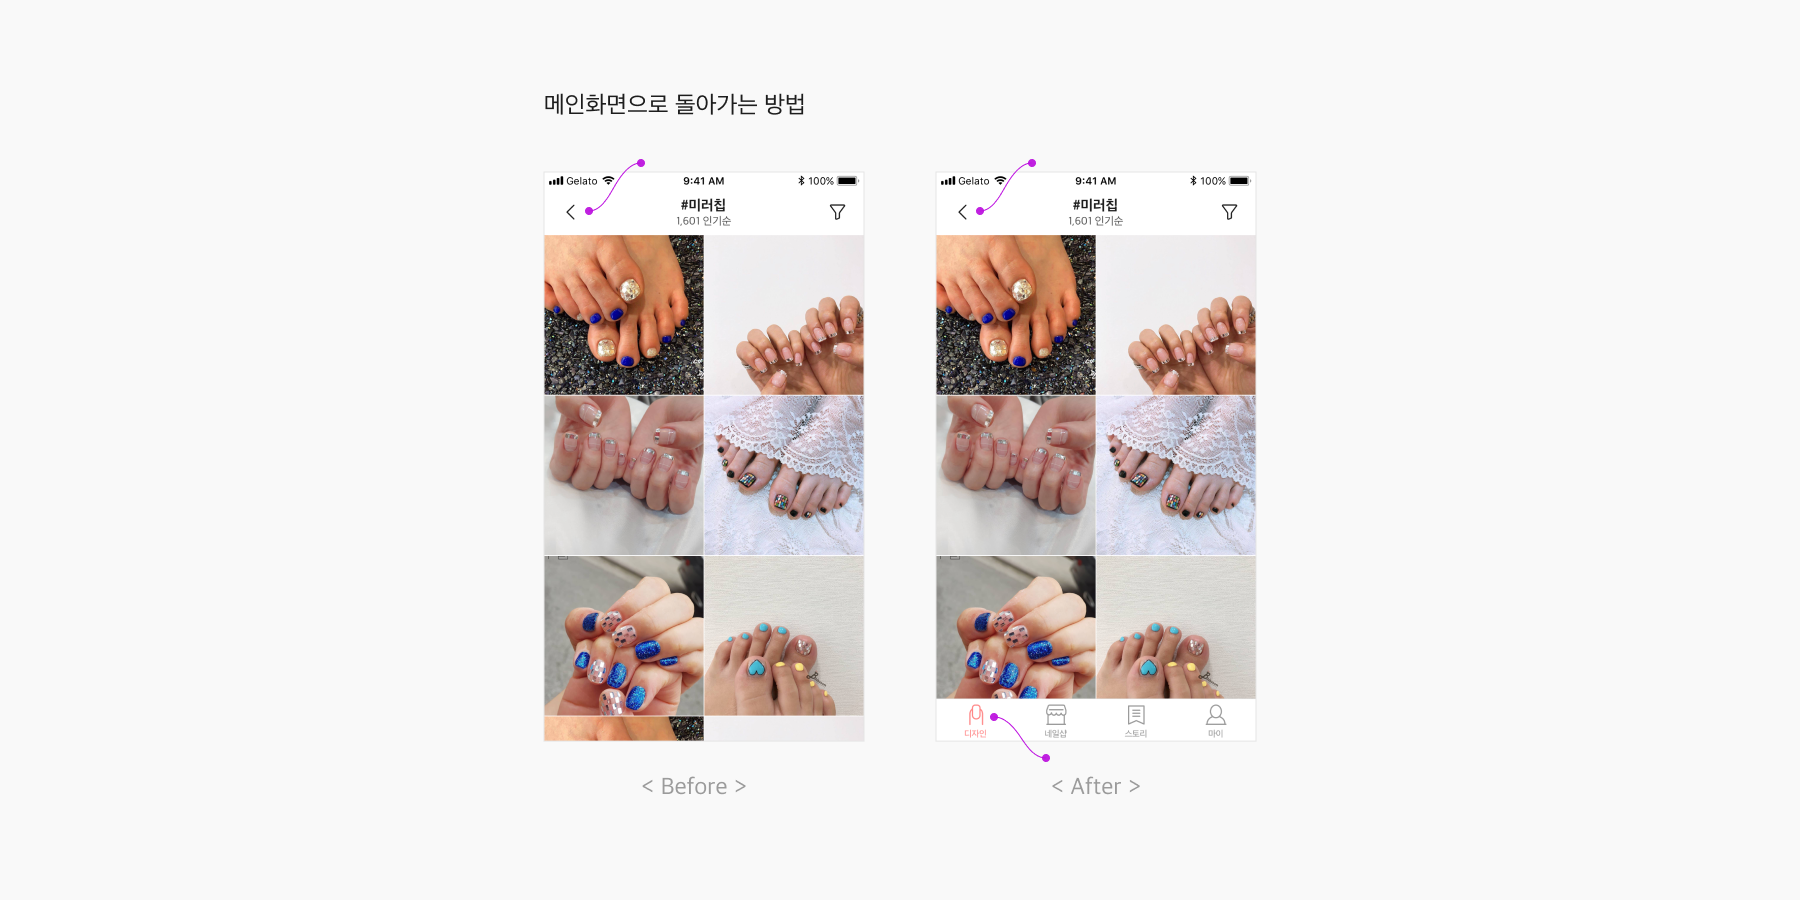 메인화면으로 돌아가는 방법
Gelato 9:41 AM 100%
#미러칩
1,601 인기순
Gelato 9:41 AM 100%
#미러칩
1,601 인기순
디자인 네일샵 스토리 마이
< Before >
< After >